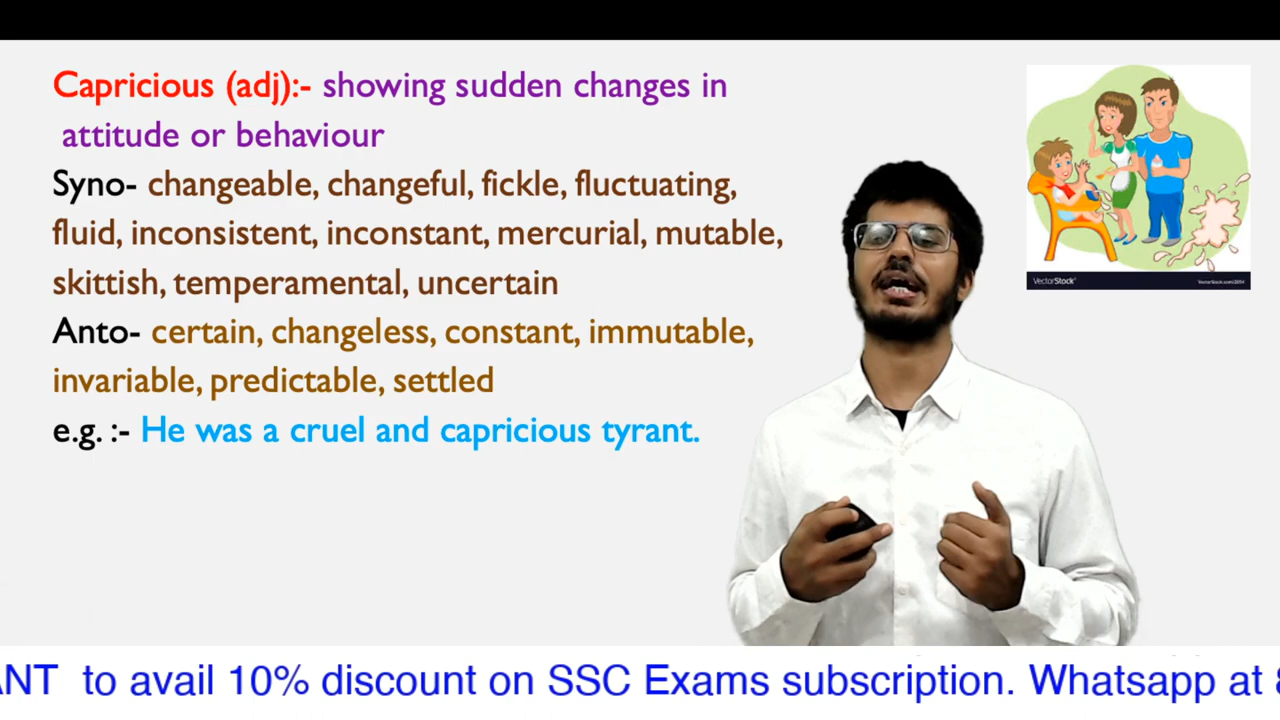 Capricious (adj):- showing sudden changes in
attitude or behaviour
Syno- changeable, changeful, fickle, fluctuating,
fluid, inconsistent, inconstant, mercurial, mutable,
skittish, temperamental, uncertain
Anto- certain, changeless, constant, immutable,
invariable, predictable, settled
e.g. :- He was a cruel and capricious tyrant.
VectorStock
ANT to avail 10% discount on SSC Exams subscription. Whatsapp at 8